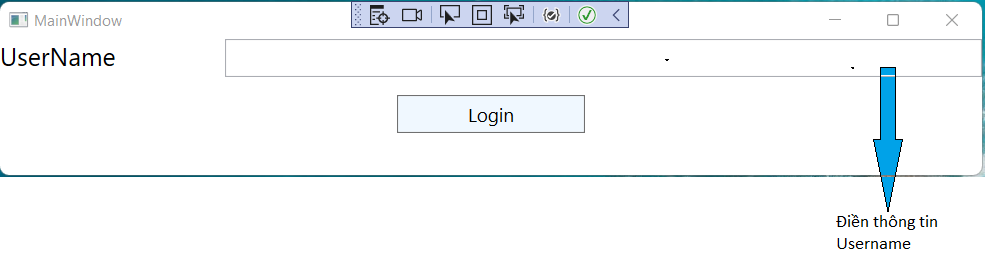 MainWindow
UserName
Login
Điền thông tin
Username